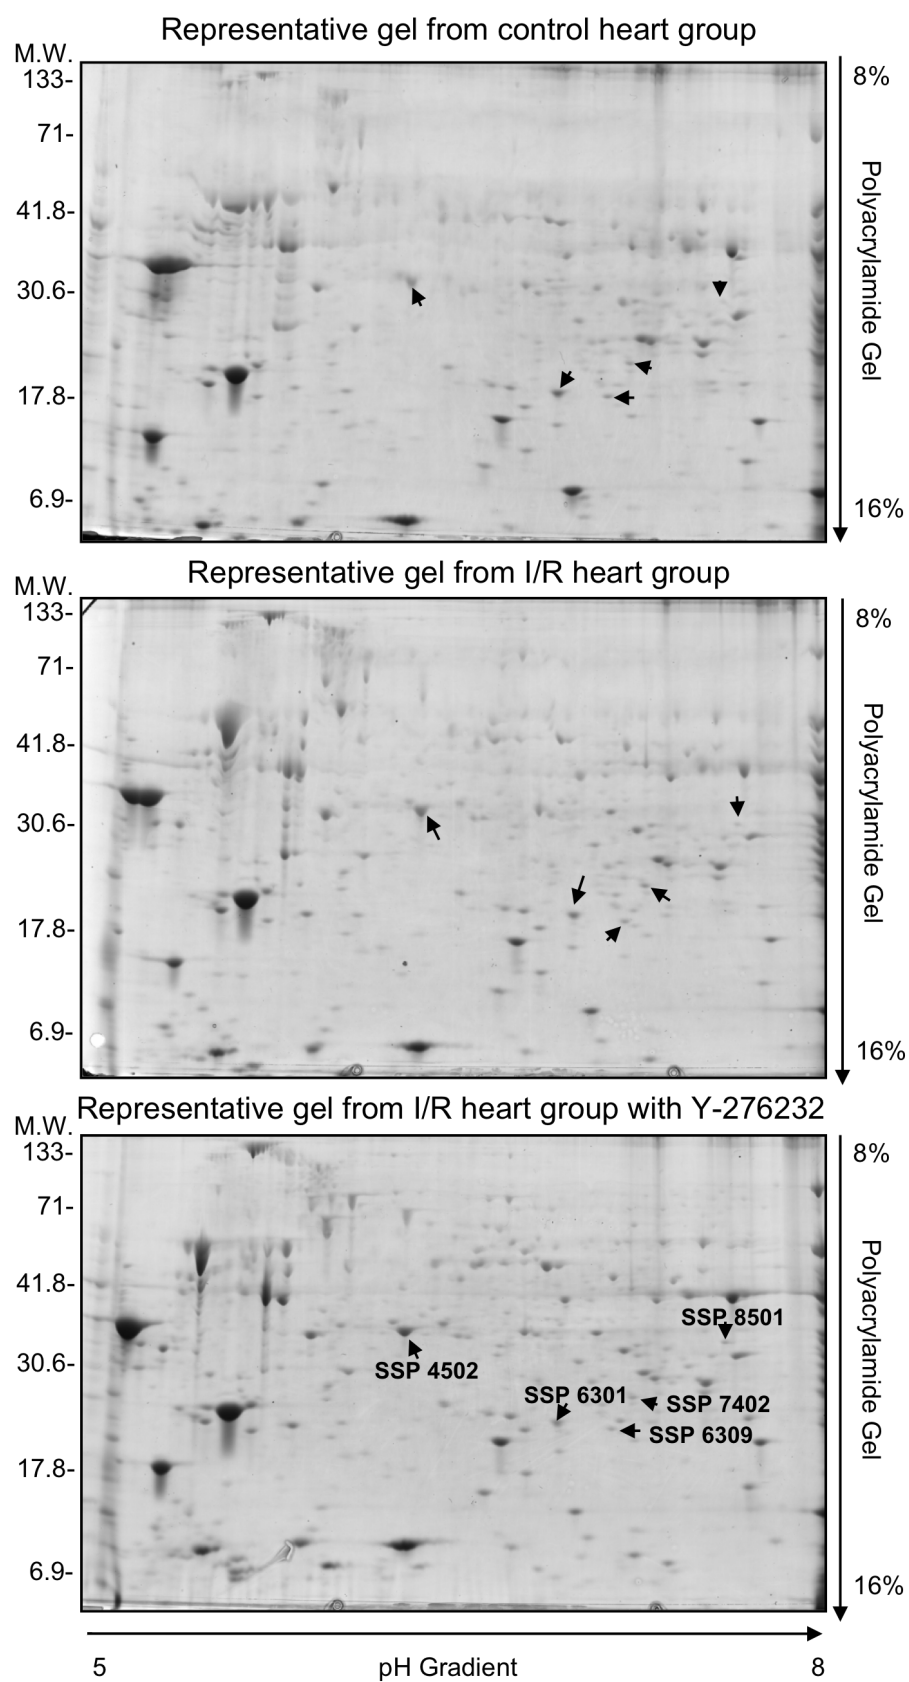 Representative gel from control heart group
M.W.
133-
8%
71-
41.8-
30.6-
17.8-
6.9-
Polyacrylamide Gel
16%
Representative gel from I/R heart group
M.W.
133-
8%
71-
41.8-
30.6-
17.8-
6.9-
Polyacrylamide Gel
16%
Representative gel from I/R heart group with Y-276232
M.W.
133-
8%
71-
41.8-
SSP 8501
30.6-
SSP 4502
SSP 6301
SSP 7402
SSP 6309
17.8-
6.9-
Polyacrylamide Gel
16%
5 pH Gradient 8